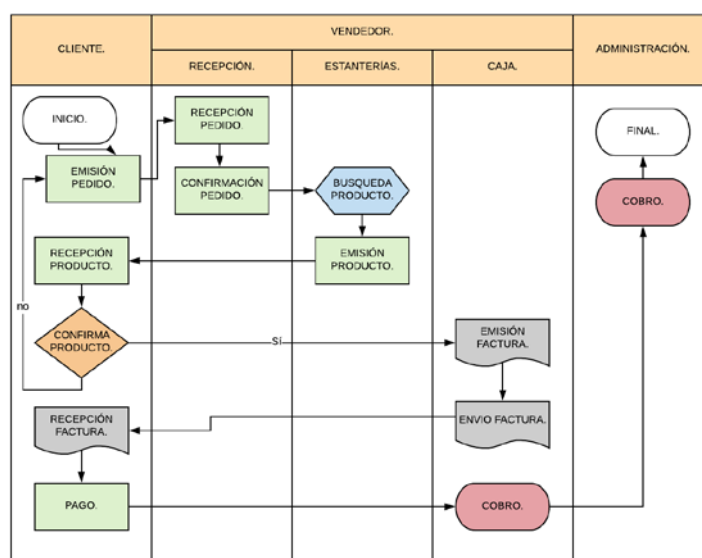 CLIENTE.
VENDEDOR.
ADMINISTRACIÓN.
RECEPCIÓN.
ESTANTERÍAS.
CAJA.
INICIO.
RECEPCIÓN
PEDIDO.
FINAL.
EMISIÓN
PEDIDO.
CONFIRMACIÓN
PEDIDO.
BUSQUEDA
PRODUCTO.
COBRO.
RECEPCIÓN
PRODUCTO.
EMISIÓN
PRODUCTO.
no
CONFIRMA
PRODUCTO.
Sí
EMISIÓN
FACTURA.
RECEPCIÓN
FACTURA.
ENVIO FACTURA.
PAGO.
COBRO.